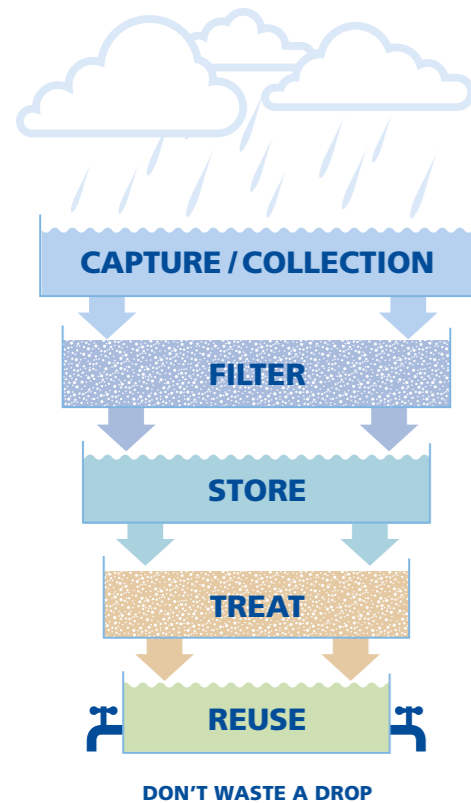 CAPTURE / COLLECTION
FILTER
STORE
TREAT
REUSE
DON'T WASTE A DROP